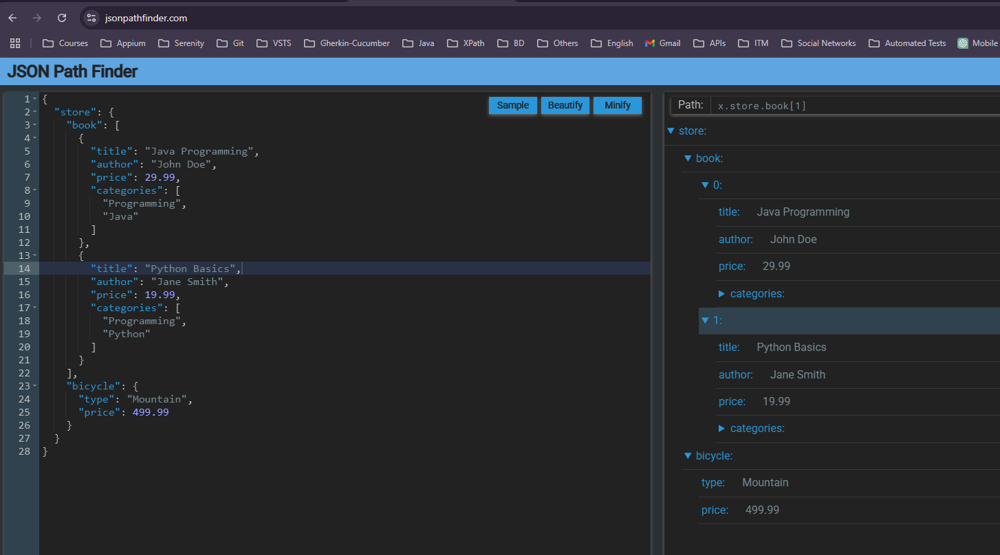 jsonpathfinder.com
Courses Appium Serenity Git VSTS Gherkin-Cucumber Java XPath BD Others English Gmail APIs ITM Social Networks Automated Tests Mobile
JSON Path Finder
Sample Beautify Minify
1 {
2 "store": {
3 "book": [
4 {
5 "title": "Java Programming",
6 "author": "John Doe",
7 "price": 29.99,
8 "categories": [
9 "Programming",
10 "Java"
11 ]
12 },
13 {
14 "title": "Python Basics",
15 "author": "Jane Smith",
16 "price": 19.99,
17 "categories": [
18 "Programming",
19 "Python"
20 ]
21 }
22 ],
23 "bicycle": {
24 "type": "Mountain",
25 "price": 499.99
26 }
27 }
28 }
Path: x.store.book[1]
store:
book:
0:
title: Java Programming
author: John Doe
price: 29.99
categories:
1:
title: Python Basics
author: Jane Smith
price: 19.99
categories:
bicycle:
type: Mountain
price: 499.99